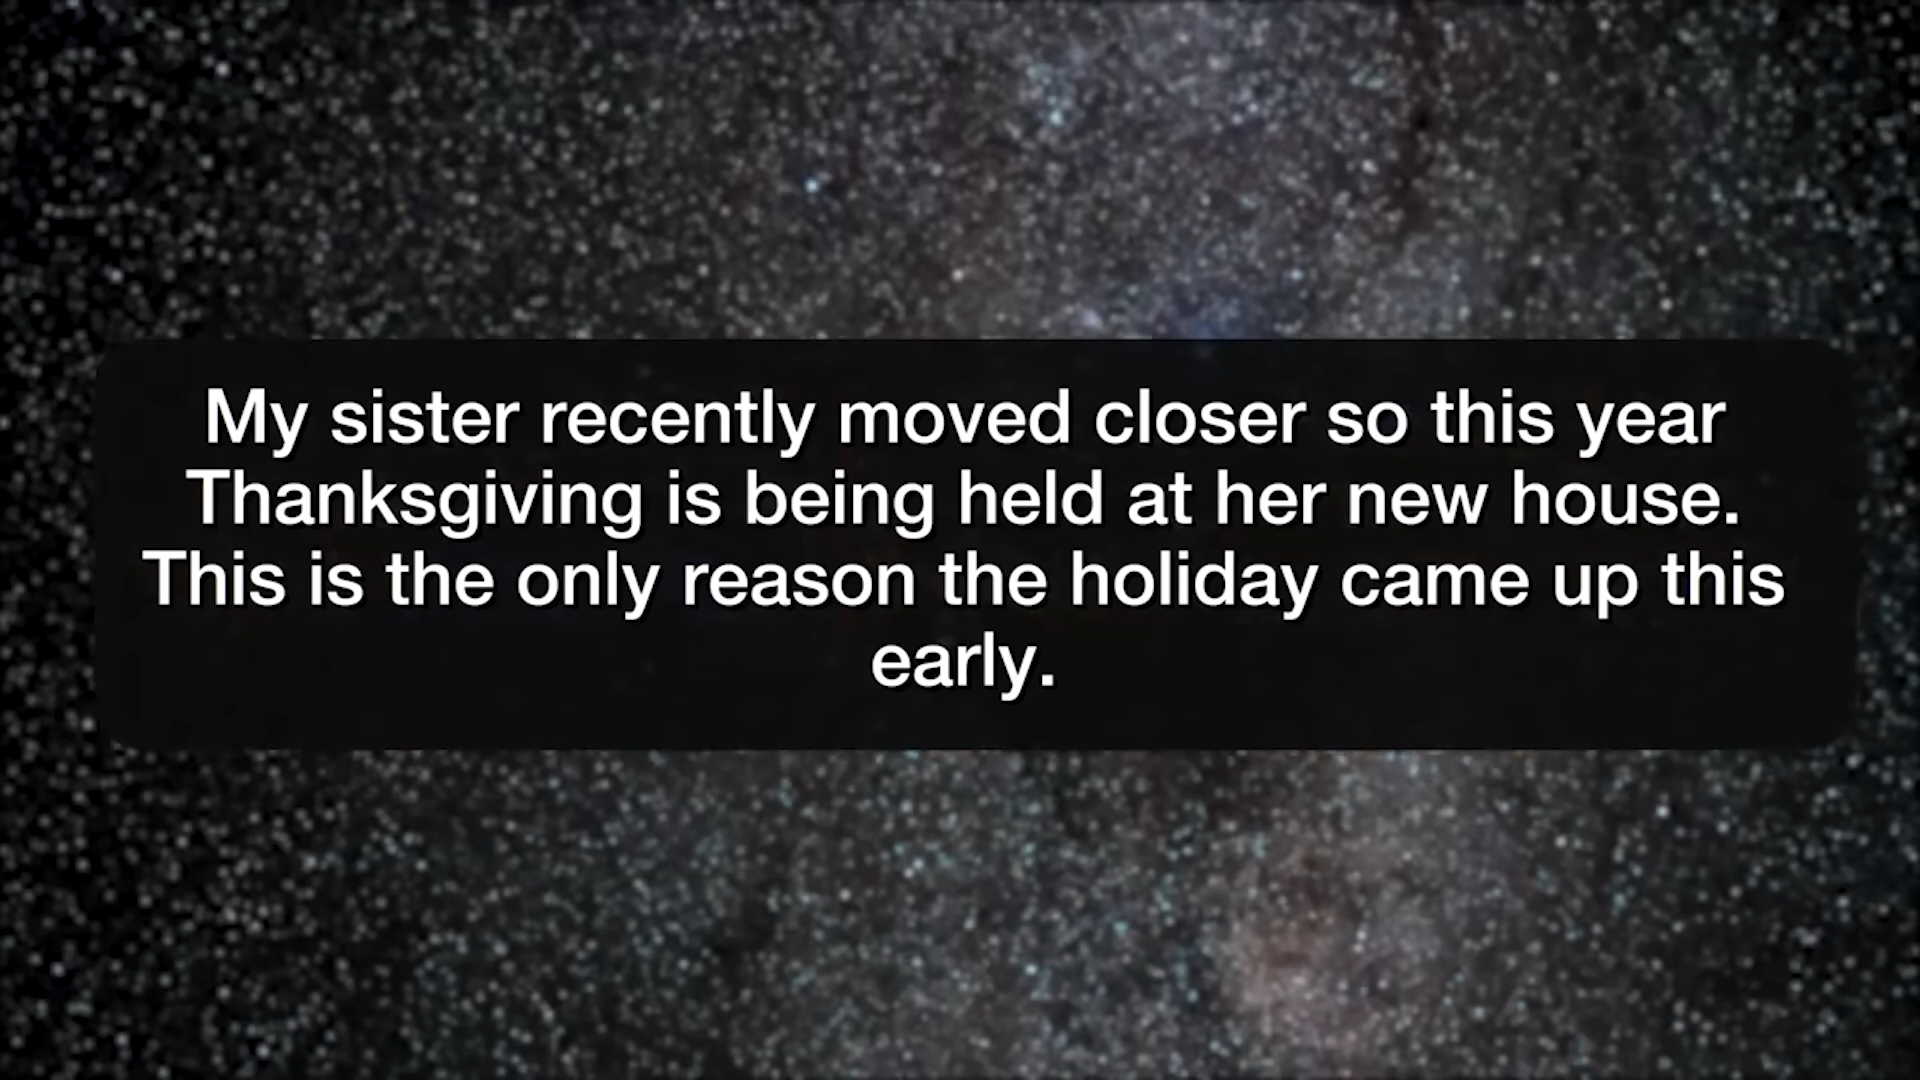 My sister recently moved closer so this year
Thanksgiving is being held at her new house.
This is the only reason the holiday came up this
early.